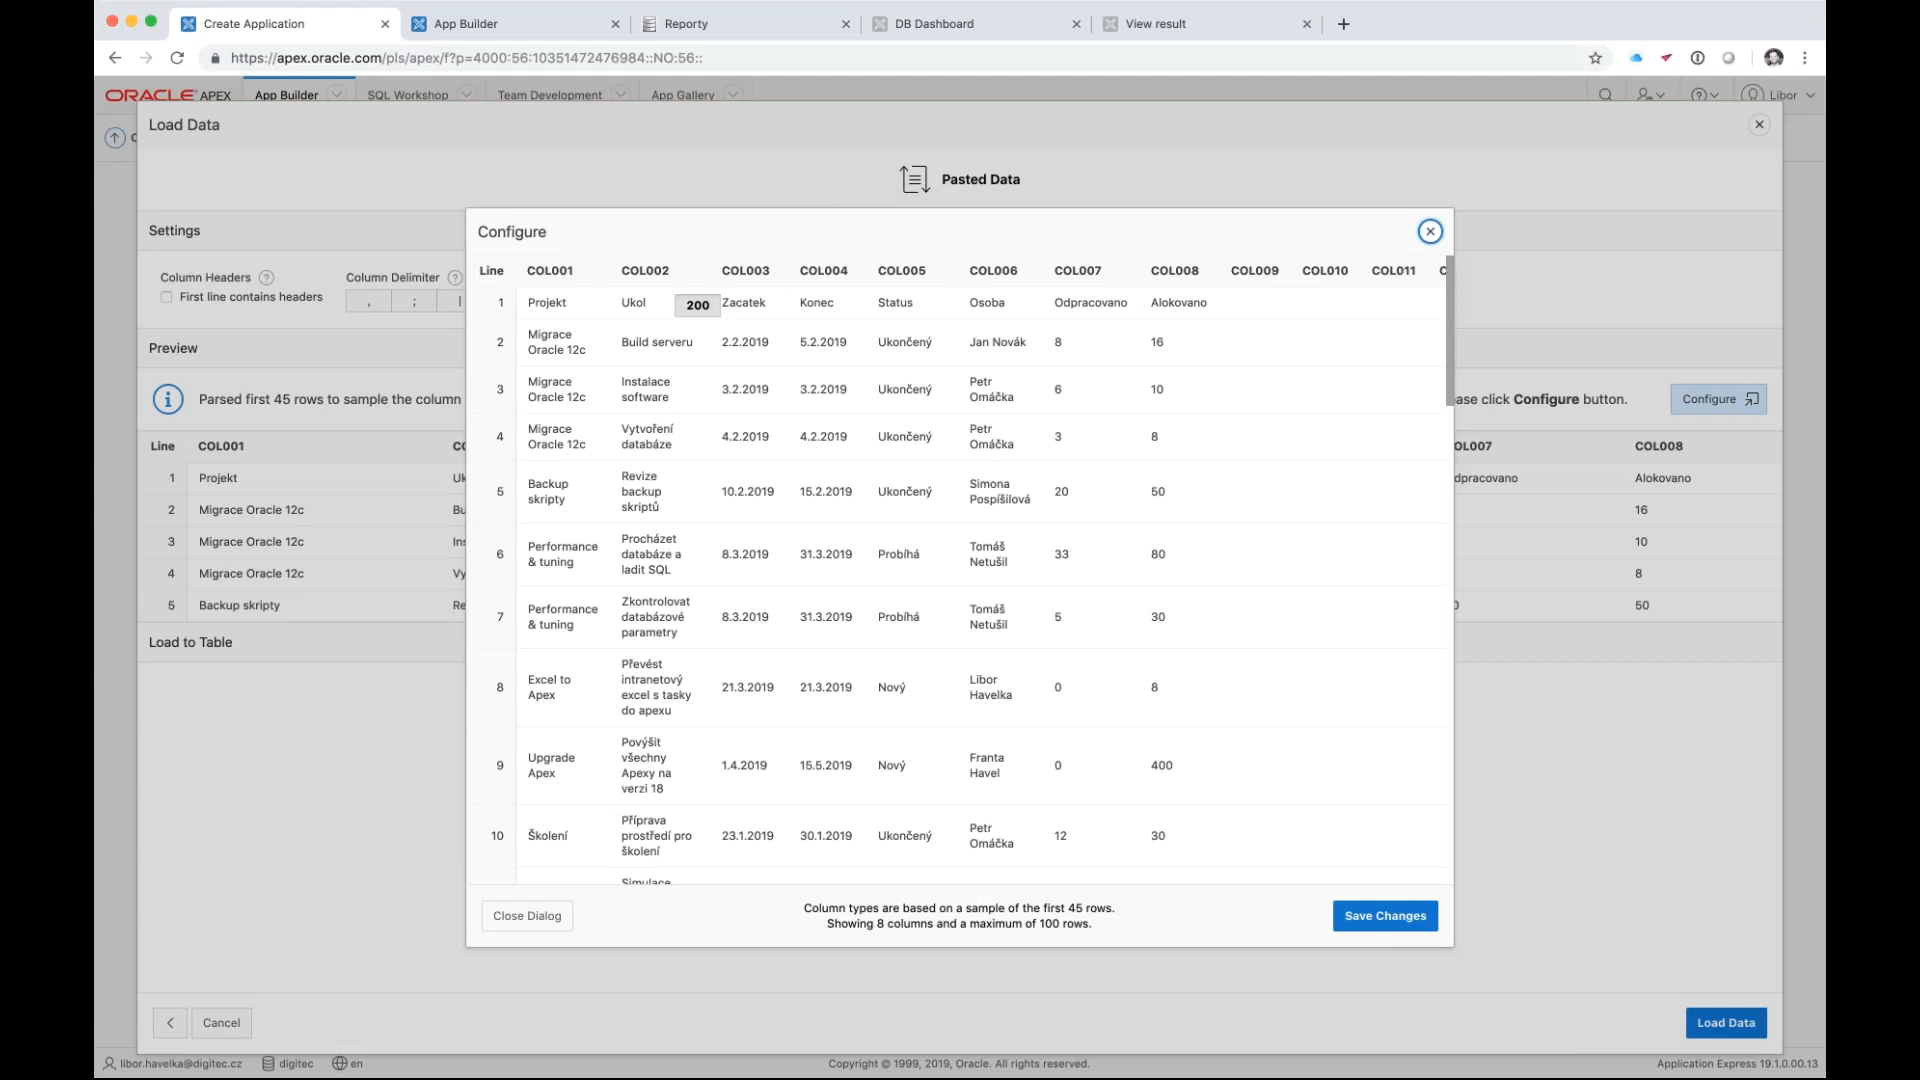 Create Application
App Builder
Reporty
DB Dashboard
View result
https://apex.oracle.com/pls/apex/f?p=4000:56:10351472476984::NO:56::
ORACLE APEX App Builder SQL Workshop Team Development App Gallery Libor
Load Data
Pasted Data
Settings
Column Headers ?
First line contains headers
Column Delimiter ?
, ; |
Preview
Parsed first 45 rows to sample the column
click Configure button.
Configure
Line COL001
COL008
1 Projekt
Alokovano
2 Migrace Oracle 12c
16
3 Migrace Oracle 12c
10
4 Migrace Oracle 12c
8
5 Backup skripty
50
Load to Table
Configure
Line COL001 COL002 COL003 COL004 COL005 COL006 COL007 COL008 COL009 COL010 COL011
1 Projekt Ukol 200 Zacatek Konec Status Osoba Odpracovano Alokovano
2 Migrace Oracle 12c Build serveru 2.2.2019 5.2.2019 Ukončený Jan Novák 8 16
3 Migrace Oracle 12c Instalace software 3.2.2019 3.2.2019 Ukončený Petr Omáčka 6 10
4 Migrace Oracle 12c Vytvoření databáze 4.2.2019 4.2.2019 Ukončený Petr Omáčka 3 8
5 Backup skripty Revize backup skriptů 10.2.2019 15.2.2019 Ukončený Simona Pospíšilová 20 50
6 Performance & tuning Procházet databáze a ladit SQL 8.3.2019 31.3.2019 Probíhá Tomáš Netušil 33 80
7 Performance & tuning Zkontrolovat databázové parametry 8.3.2019 31.3.2019 Probíhá Tomáš Netušil 5 30
8 Excel to Apex Převést intranetový excel s tasky do apexu 21.3.2019 21.3.2019 Nový Libor Havelka 0 8
9 Upgrade Apex Povýšit všechny Apexy na verzi 18 1.4.2019 15.5.2019 Nový Franta Havel 0 400
10 Školení Příprava prostředí pro školení 23.1.2019 30.1.2019 Ukončený Petr Omáčka 12 30
Simulace
Close Dialog
Column types are based on a sample of the first 45 rows.
Showing 8 columns and a maximum of 100 rows.
Save Changes
Cancel
Load Data
libor.havelka@digitec.cz digitec en
Copyright © 1999, 2019, Oracle. All rights reserved.
Application Express 19.1.0.00.13